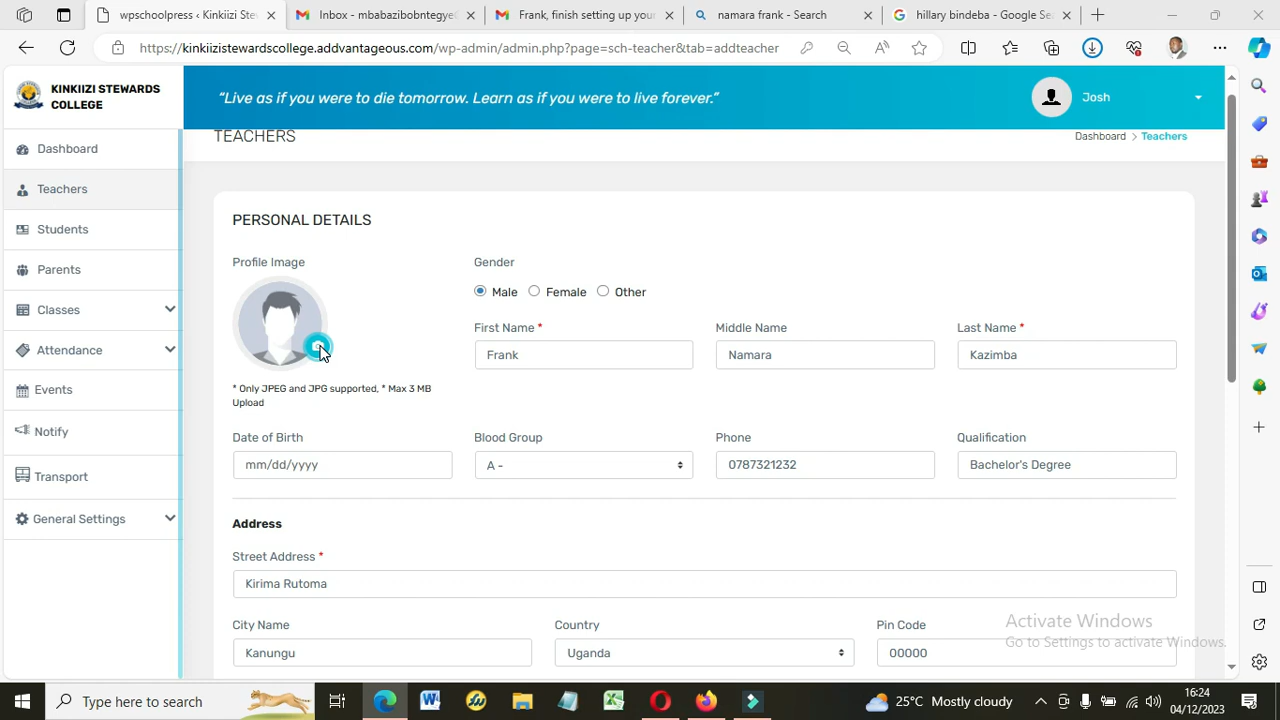 wpschoolpress ‹ Kinkiizi Ste
Inbox - mbabazibobntegye
Frank, finish setting up your
namara frank - Search
hillary bindeba - Google Se
https://kinkiizistewardscollege.addvantageous.com/wp-admin/admin.php?page=sch-teacher&tab=addteacher
KINKIIZI STEWARDS
COLLEGE
“Live as if you were to die tomorrow. Learn as if you were to live forever.”
Josh
TEACHERS
Dashboard > Teachers
Dashboard
Teachers
Students
Parents
Classes
Attendance
Events
Notify
Transport
General Settings
PERSONAL DETAILS
Profile Image
Gender
Male Female Other
First Name *
Middle Name
Last Name *
Frank
Namara
Kazimba
* Only JPEG and JPG supported, * Max 3 MB
Upload
Date of Birth
Blood Group
Phone
Qualification
mm/dd/yyyy
A -
0787321232
Bachelor's Degree
Address
Street Address *
Kirima Rutoma
City Name
Country
Pin Code
Kanungu
Uganda
00000
Activate Windows
Go to Settings to activate Windows.
Type here to search
25°C Mostly cloudy
16:24
04/12/2023